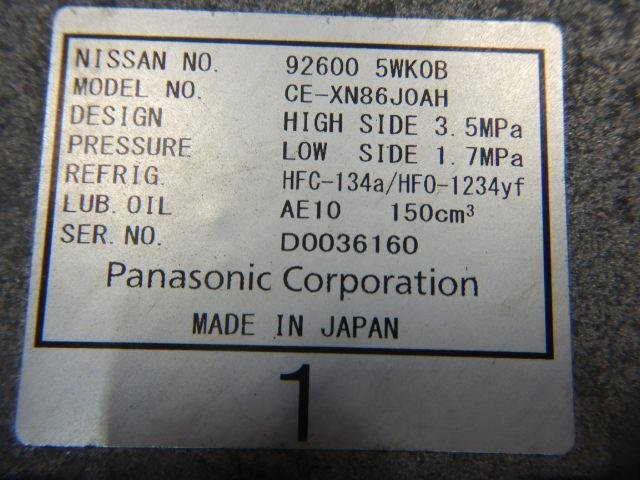 NISSAN NO. 92600 5WK0B
MODEL NO. CE-XN86J0AH
DESIGN HIGH SIDE 3.5MPa
PRESSURE LOW SIDE 1.7MPa
REFRIG. HFC-134a/HFO-1234yf
LUB. OIL AE10 150cm³
SER. NO. D0036160
Panasonic Corporation
MADE IN JAPAN
1